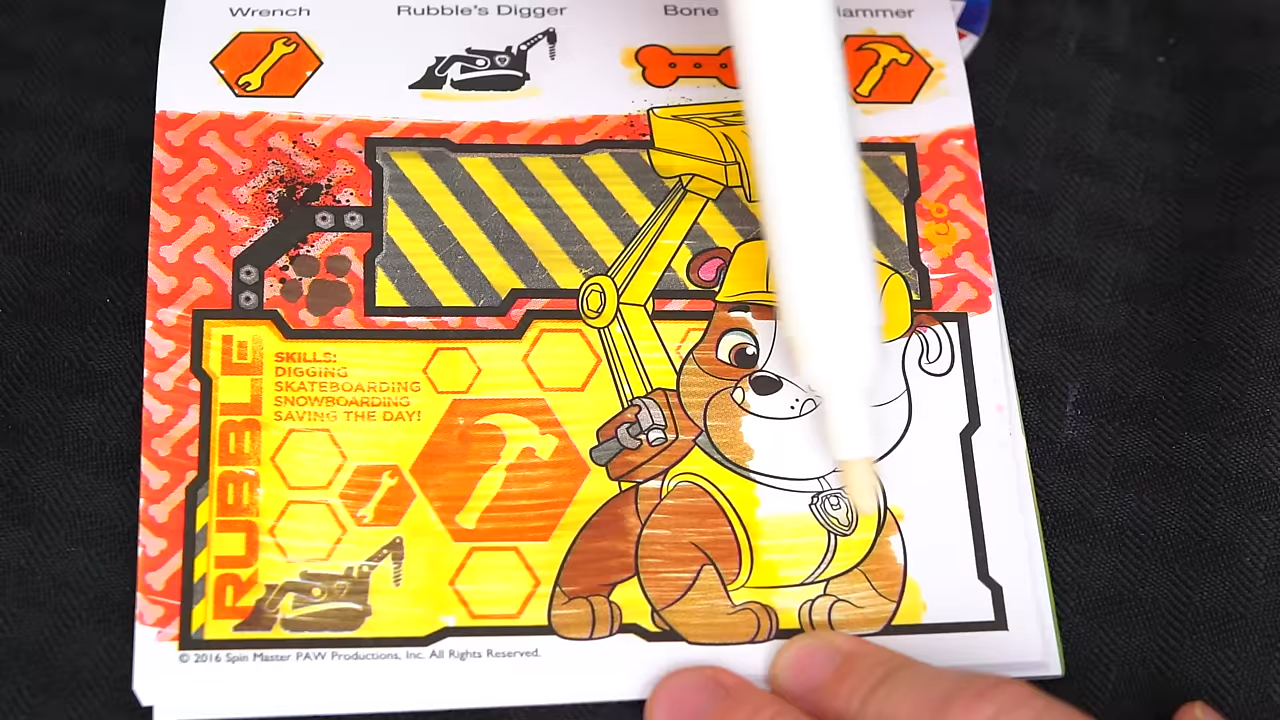 Wrench
Rubble's Digger
Bone
ammer
RUBBLE
SKILLS:
DIGGING
SKATEBOARDING
SNOWBOARDING
SAVING THE DAY!
© 2016 Spin Master PAW Productions, Inc. All Rights Reserved.